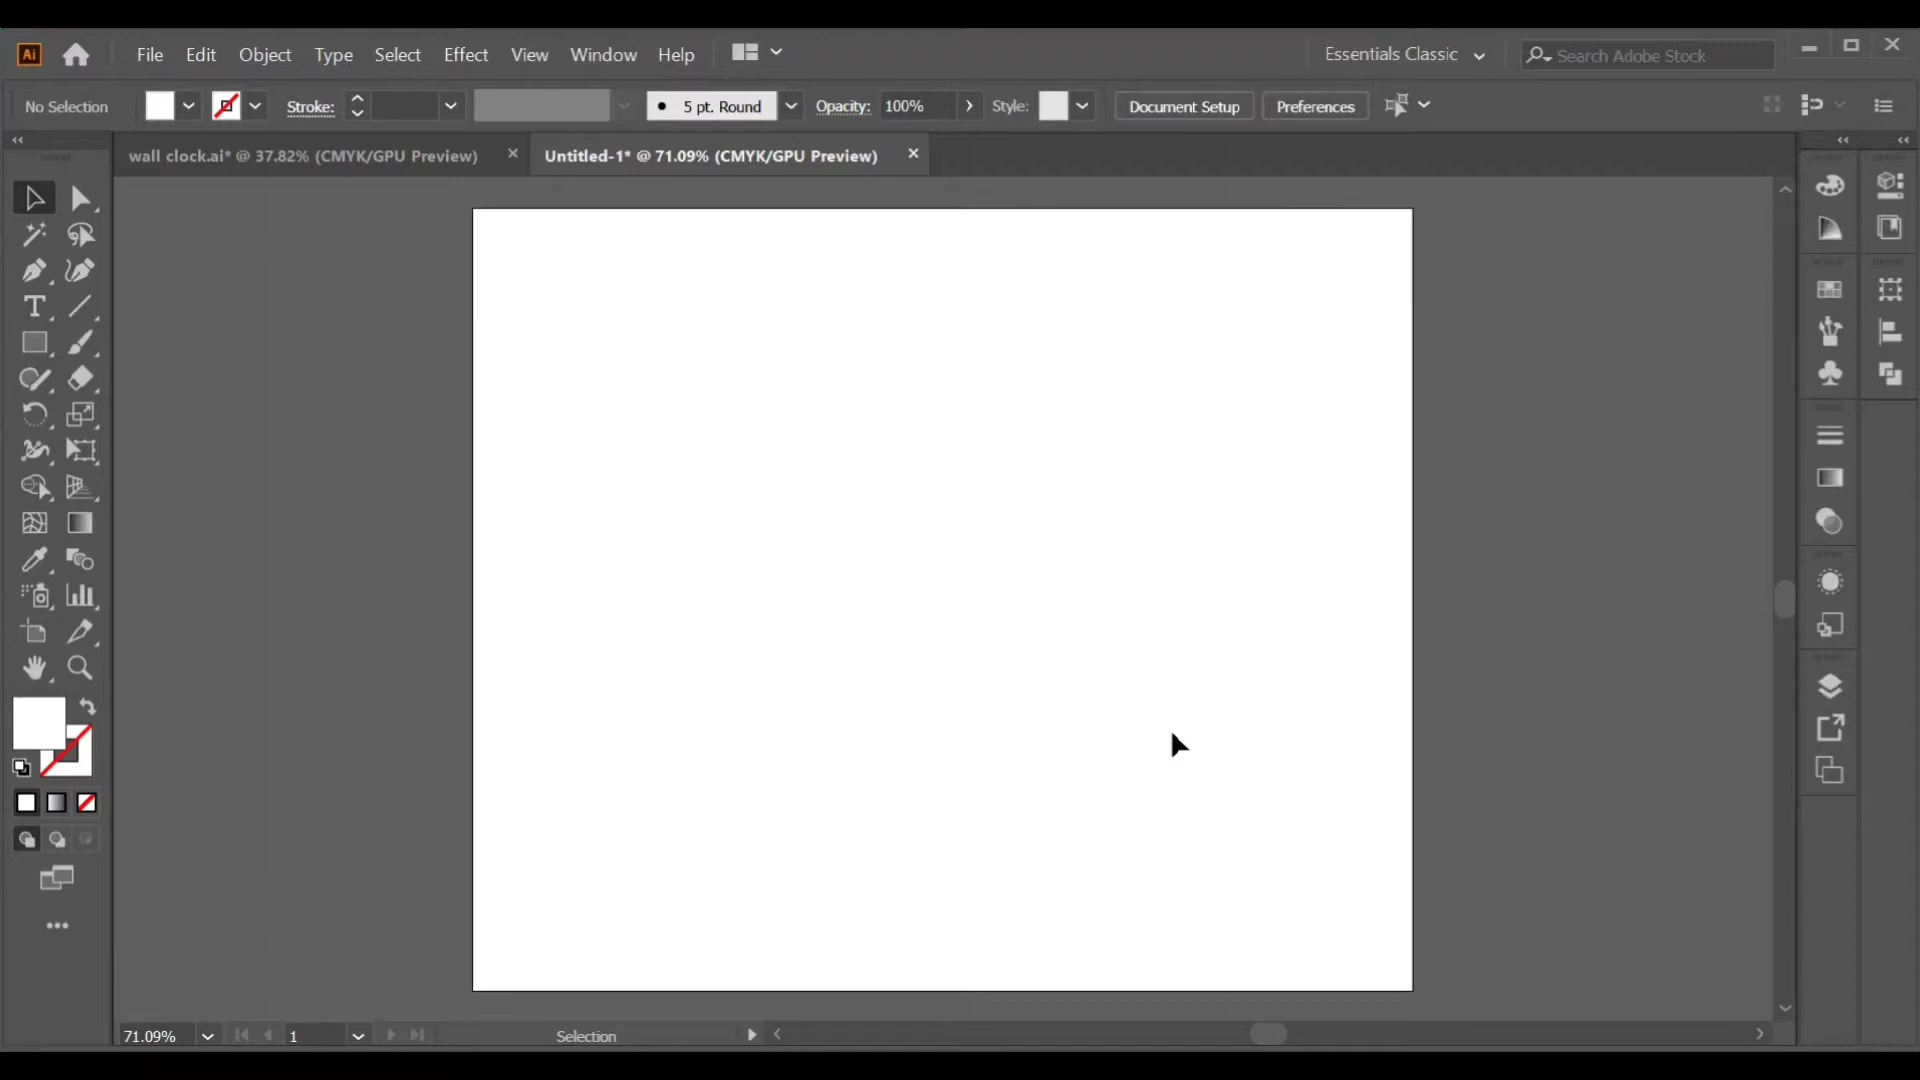 Ai File Edit Object Type Select Effect View Window Help Essentials Classic Search Adobe Stock
No Selection Stroke: 5 pt. Round Opacity: 100% Style: Document Setup Preferences
wall clock.ai* @ 37.82% (CMYK/GPU Preview) Untitled-1* @ 71.09% (CMYK/GPU Preview)
71.09% 1 Selection